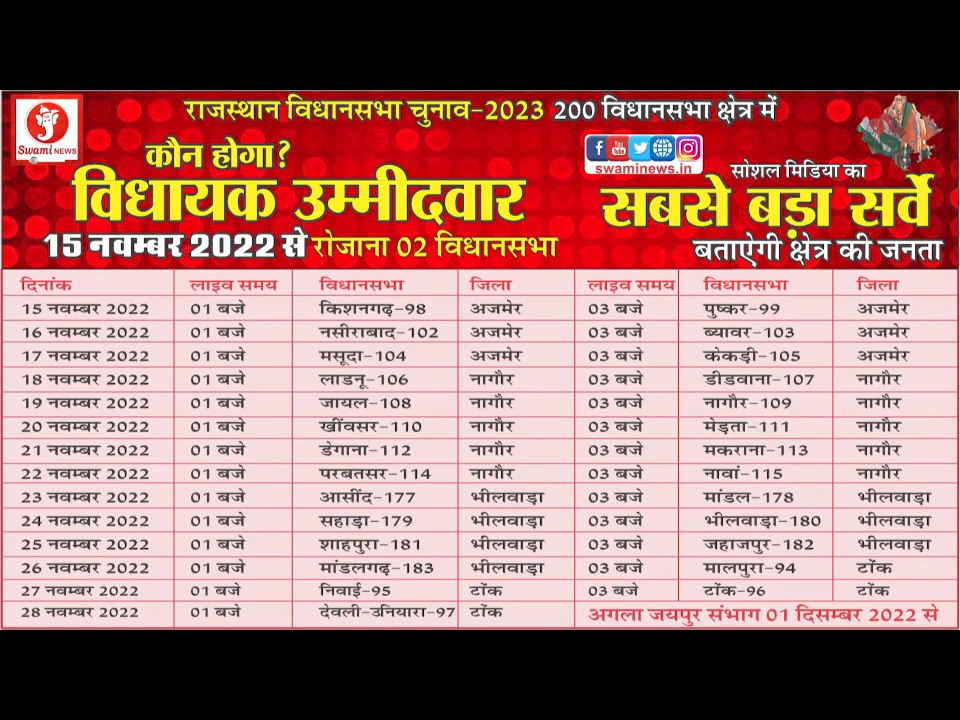 राजस्थान विधानसभा चुनाव-2023 200 विधानसभा क्षेत्र में
Swami NEWS
कौन होगा?
विधायक उम्मीदवार
15 नवम्बर 2022 से रोजाना 02 विधानसभा
swaminews.in
सोशल मिडिया का
सबसे बड़ा सर्वे
बताऐगी क्षेत्र की जनता
दिनांक लाइव समय विधानसभा जिला लाइव समय विधानसभा जिला
15 नवम्बर 2022 01 बजे किशनगढ़-98 अजमेर 03 बजे पुष्कर-99 अजमेर
16 नवम्बर 2022 01 बजे नसीराबाद-102 अजमेर 03 बजे ब्यावर-103 अजमेर
17 नवम्बर 2022 01 बजे मसूदा-104 अजमेर 03 बजे केकड़ी-105 अजमेर
18 नवम्बर 2022 01 बजे लाडनू-106 नागौर 03 बजे डीडवाना-107 नागौर
19 नवम्बर 2022 01 बजे जायल-108 नागौर 03 बजे नागौर-109 नागौर
20 नवम्बर 2022 01 बजे खींवसर-110 नागौर 03 बजे मेड़ता-111 नागौर
21 नवम्बर 2022 01 बजे डेगाना-112 नागौर 03 बजे मकराना-113 नागौर
22 नवम्बर 2022 01 बजे परबतसर-114 नागौर 03 बजे नावां-115 नागौर
23 नवम्बर 2022 01 बजे आसींद-177 भीलवाड़ा 03 बजे मांडल-178 भीलवाड़ा
24 नवम्बर 2022 01 बजे सहाड़ा-179 भीलवाड़ा 03 बजे भीलवाड़ा-180 भीलवाड़ा
25 नवम्बर 2022 01 बजे शाहपुरा-181 भीलवाड़ा 03 बजे जहाजपुर-182 भीलवाड़ा
26 नवम्बर 2022 01 बजे मांडलगढ़-183 भीलवाड़ा 03 बजे मालपुरा-94 टोंक
27 नवम्बर 2022 01 बजे निवाई-95 टोंक 03 बजे टोंक-96 टोंक
28 नवम्बर 2022 01 बजे देवली-उनियारा-97 टोंक अगला जयपुर संभाग 01 दिसम्बर 2022 से